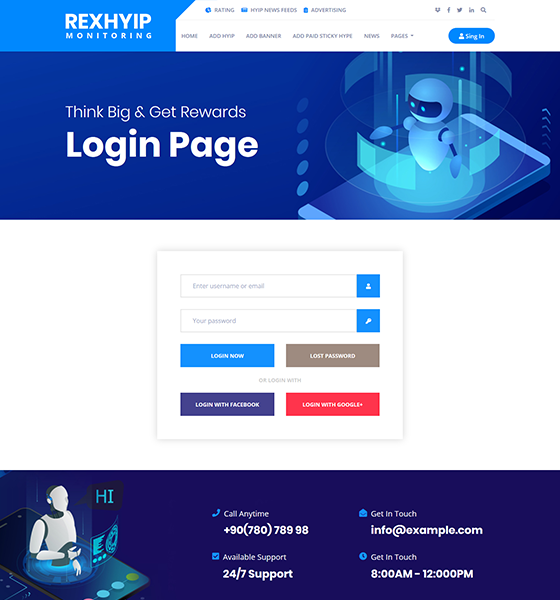 REXHYIP
MONITORING
RATING HYIP NEWS FEEDS ADVERTISING
HOME ADD HYIP ADD BANNER ADD PAID STICKY HYPE NEWS PAGES
Sing In
Think Big & Get Rewards
Login Page
Enter username or email
Your password
LOGIN NOW LOST PASSWORD
OR LOGIN WITH
LOGIN WITH FACEBOOK LOGIN WITH GOOGLE+
HI
Call Anytime
+90(780) 789 98
Get In Touch
info@example.com
Available Support
24/7 Support
Get In Touch
8:00AM - 12:000PM